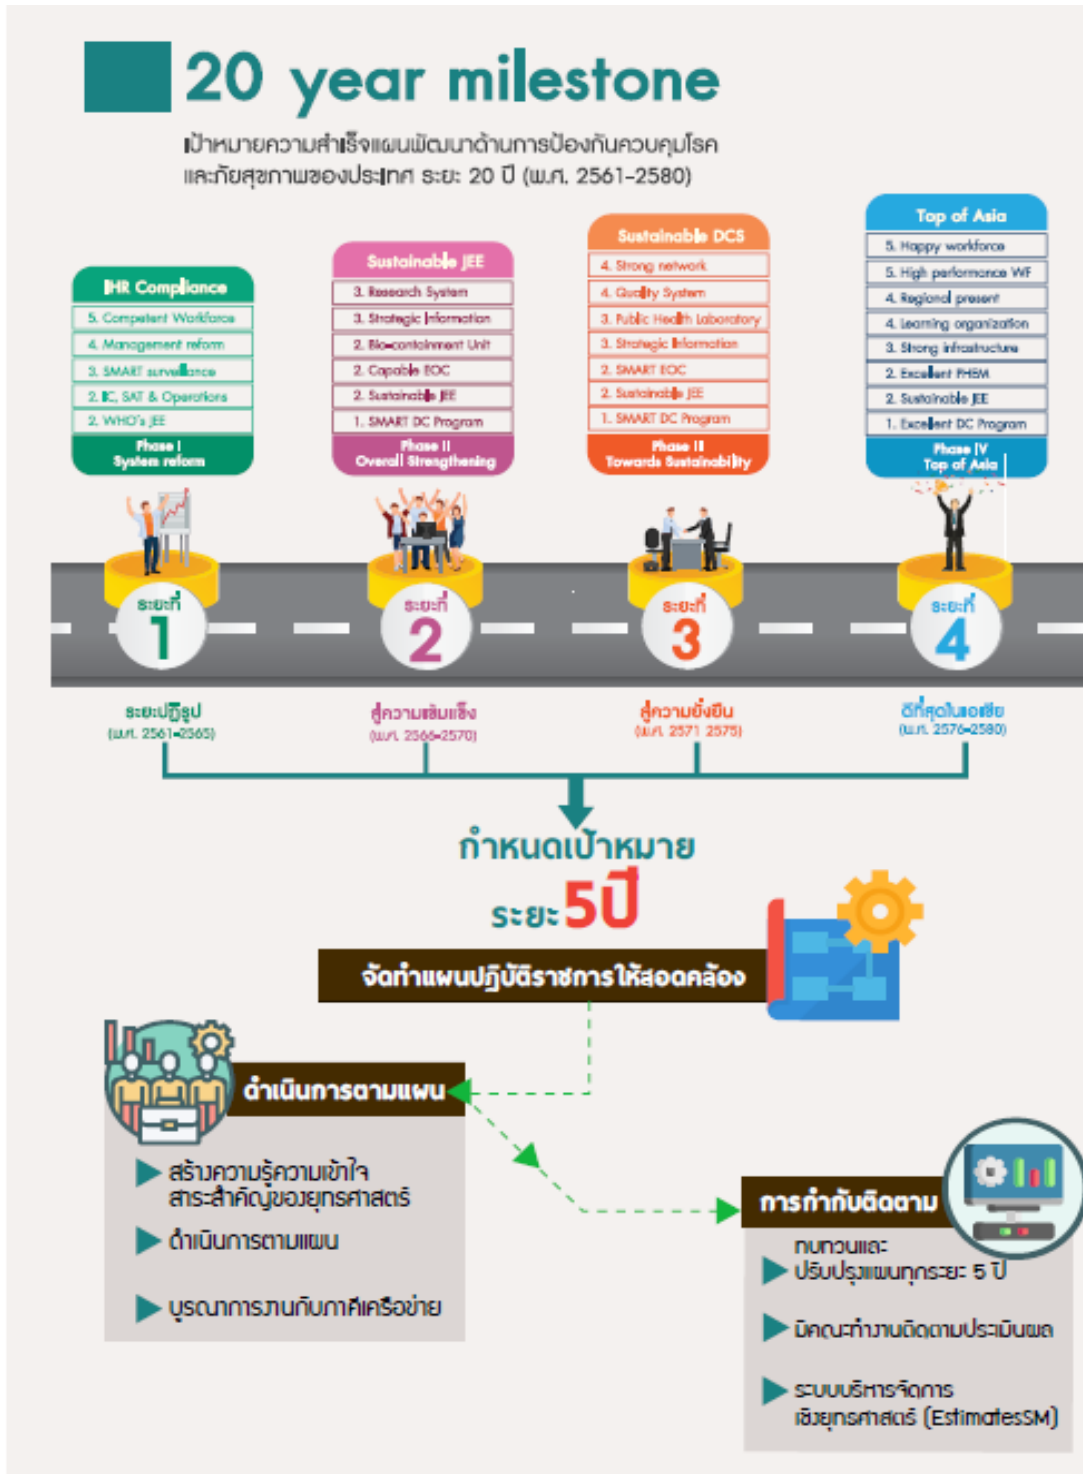 20 year milestone
เป้าหมายความสำเร็จแผนพัฒนาด้านการป้องกันควบคุมโรค
และภัยสุขภาพของประเทศ ระยะ 20 ปี (พ.ศ. 2561-2580)
IHR Compliance
5. Competent Workforce
4. Management reform
3. SMART surveillance
2. IC, SAT & Operations
2. WHO's JEE
Phase I
System reform
Sustainable JEE
3. Research System
3. Strategic Information
2. Bio-containment Unit
2. Capable EOC
2. Sustainable JEE
1. SMART DC Program
Phase II
Overall Strengthening
Sustainable DCS
4. Strong network
4. Quality System
3. Public Health Laboratory
3. Strategic Information
2. SMART EOC
2. Sustainable JEE
1. SMART DC Program
Phase III
Towards Sustainability
Top of Asia
5. Happy workforce
5. High performance WF
4. Regional present
4. Learning organization
3. Strong infrastructure
2. Excellent PHEM
2. Sustainable JEE
1. Excellent DC Program
Phase IV
Top of Asia
ระยะที่
1
ระยะที่
2
ระยะที่
3
ระยะที่
4
ระยะปฏิรูป
(พ.ศ. 2561-2565)
สู่ความเข้มแข็ง
(พ.ศ. 2566-2570)
สู่ความยั่งยืน
(พ.ศ. 2571 2575)
ดีที่สุดในเอเชีย
(พ.ศ. 2576-2580)
กำหนดเป้าหมาย
ระยะ 5ปี
จัดทำแผนปฏิบัติราชการให้สอดคล้อง
ดำเนินการตามแผน
สร้างความรู้ความเข้าใจ
สาระสำคัญของยุทธศาสตร์
ดำเนินการตามแผน
บูรณาการงานกับภาคีเครือข่าย
การกำกับติดตาม
ทบทวนและ
ปรับปรุงแผนทุกระยะ 5 ปี
มีคณะทำงานติดตามประเมินผล
ระบบบริหารจัดการ
เชิงยุทธศาสตร์ (EstimatesSM)